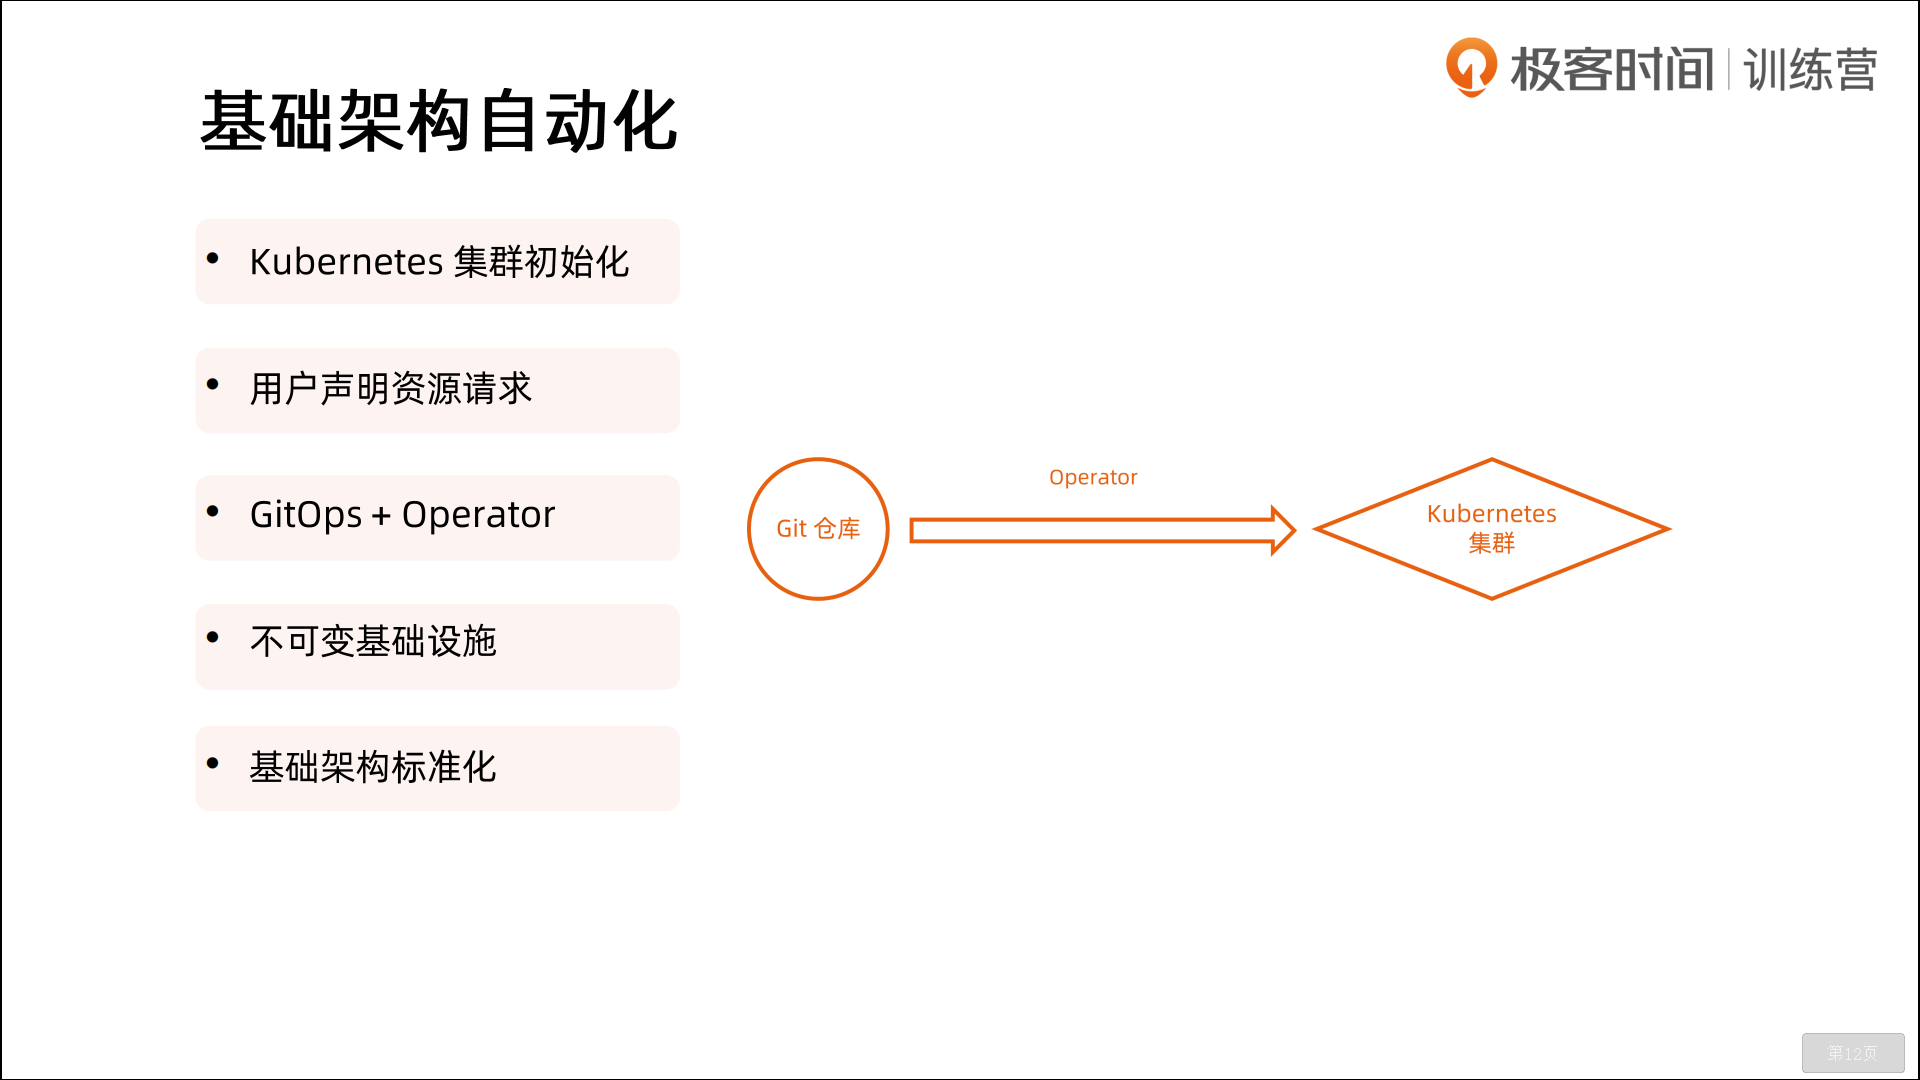 极客时间 | 训练营
基础架构自动化
• Kubernetes 集群初始化
• 用户声明资源请求
• GitOps + Operator
• 不可变基础设施
• 基础架构标准化
Operator
Git 仓库
Kubernetes
集群
第12页